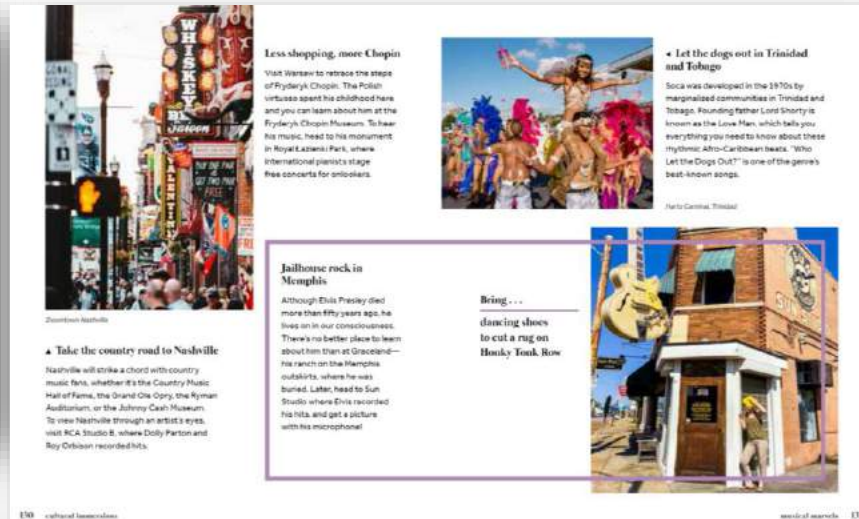 WHISKEY
Saloon
BUY ONE PAIR
GET TWO PAIR
FREE
Downtown Nashville
▲ Take the country road to Nashville
Nashville will strike a chord with country
music fans, whether it's the Country Music
Hall of Fame, the Grand Ole Opry, the Ryman
Auditorium, or the Johnny Cash Museum.
To view Nashville through an artist's eyes,
visit RCA Studio B, where Dolly Parton and
Roy Orbison recorded hits.
Less shopping, more Chopin
Visit Warsaw to retrace the steps
of Fryderyk Chopin. The Polish
virtuoso spent his childhood here
and you can learn about him at the
Fryderyk Chopin Museum. To hear
his music, head to his monument
in Royal Łazienki Park, where
international pianists stage
free concerts for onlookers.
◄ Let the dogs out in Trinidad
and Tobago
Soca was developed in the 1970s by
marginalized communities in Trinidad and
Tobago. Founding father Lord Shorty is
known as the Love Man, which tells you
everything you need to know about these
rhythmic Afro-Caribbean beats. "Who
Let the Dogs Out?" is one of the genre's
best-known songs.
Carnival, Trinidad
Jailhouse rock in
Memphis
Although Elvis Presley died
more than fifty years ago, he
lives on in our consciousness.
There's no better place to learn
about him than at Graceland—
his ranch on the Memphis
outskirts, where he was
buried. Later, head to Sun
Studio where Elvis recorded
his hits, and get a picture
with his microphone!
Bring . . .
dancing shoes
to cut a rug on
Honky Tonk Row
SUN
130 cultural immersions
musical marvels